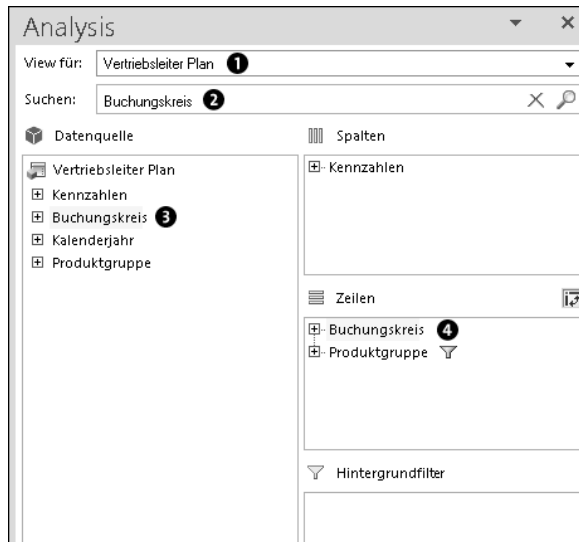 Analysis
View für: Vertriebsleiter Plan 1
Suchen: Buchungskreis 2
Datenquelle
Vertriebsleiter Plan
Kennzahlen
Buchungskreis 3
Kalenderjahr
Produktgruppe
Spalten
Kennzahlen
Zeilen
Buchungskreis 4
Produktgruppe
Hintergrundfilter